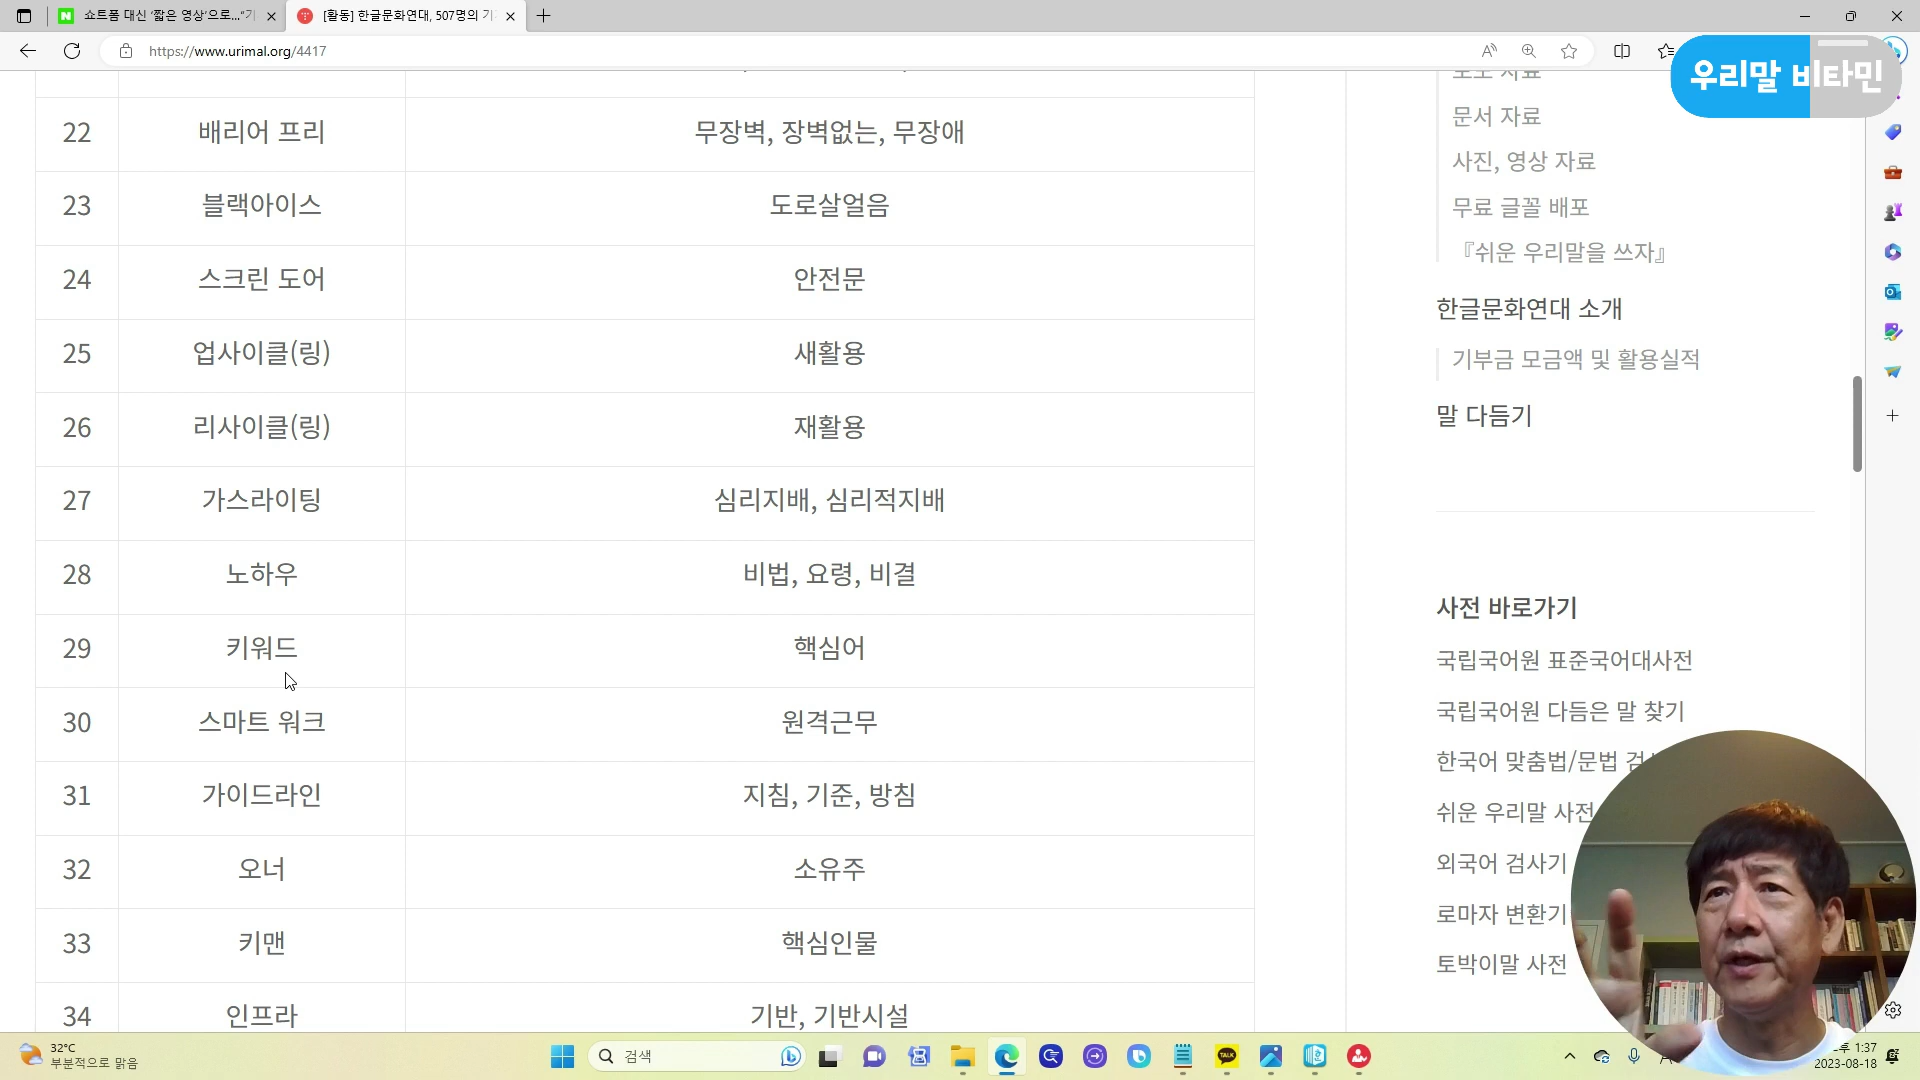 쇼트폼 대신 '짧은 영상'으로..."기
[활동] 한글문화연대, 507명의 기
https://www.urimal.org/4417
우리말 비타민
22 배리어 프리 무장벽, 장벽없는, 무장애
23 블랙아이스 도로살얼음
24 스크린 도어 안전문
25 업사이클(링) 새활용
26 리사이클(링) 재활용
27 가스라이팅 심리지배, 심리적지배
28 노하우 비법, 요령, 비결
29 키워드 핵심어
30 스마트 워크 원격근무
31 가이드라인 지침, 기준, 방침
32 오너 소유주
33 키맨 핵심인물
34 인프라 기반, 기반시설
문서 자료
사진, 영상 자료
무료 글꼴 배포
『쉬운 우리말을 쓰자』
한글문화연대 소개
기부금 모금액 및 활용실적
말 다듬기
사전 바로가기
국립국어원 표준국어대사전
국립국어원 다듬은 말 찾기
한국어 맞춤법/문법
쉬운 우리말 사전
외국어 검사기
로마자 변환기
토박이말 사전
32°C
부분적으로 맑음
검색
TALK
1:37
2023-08-18